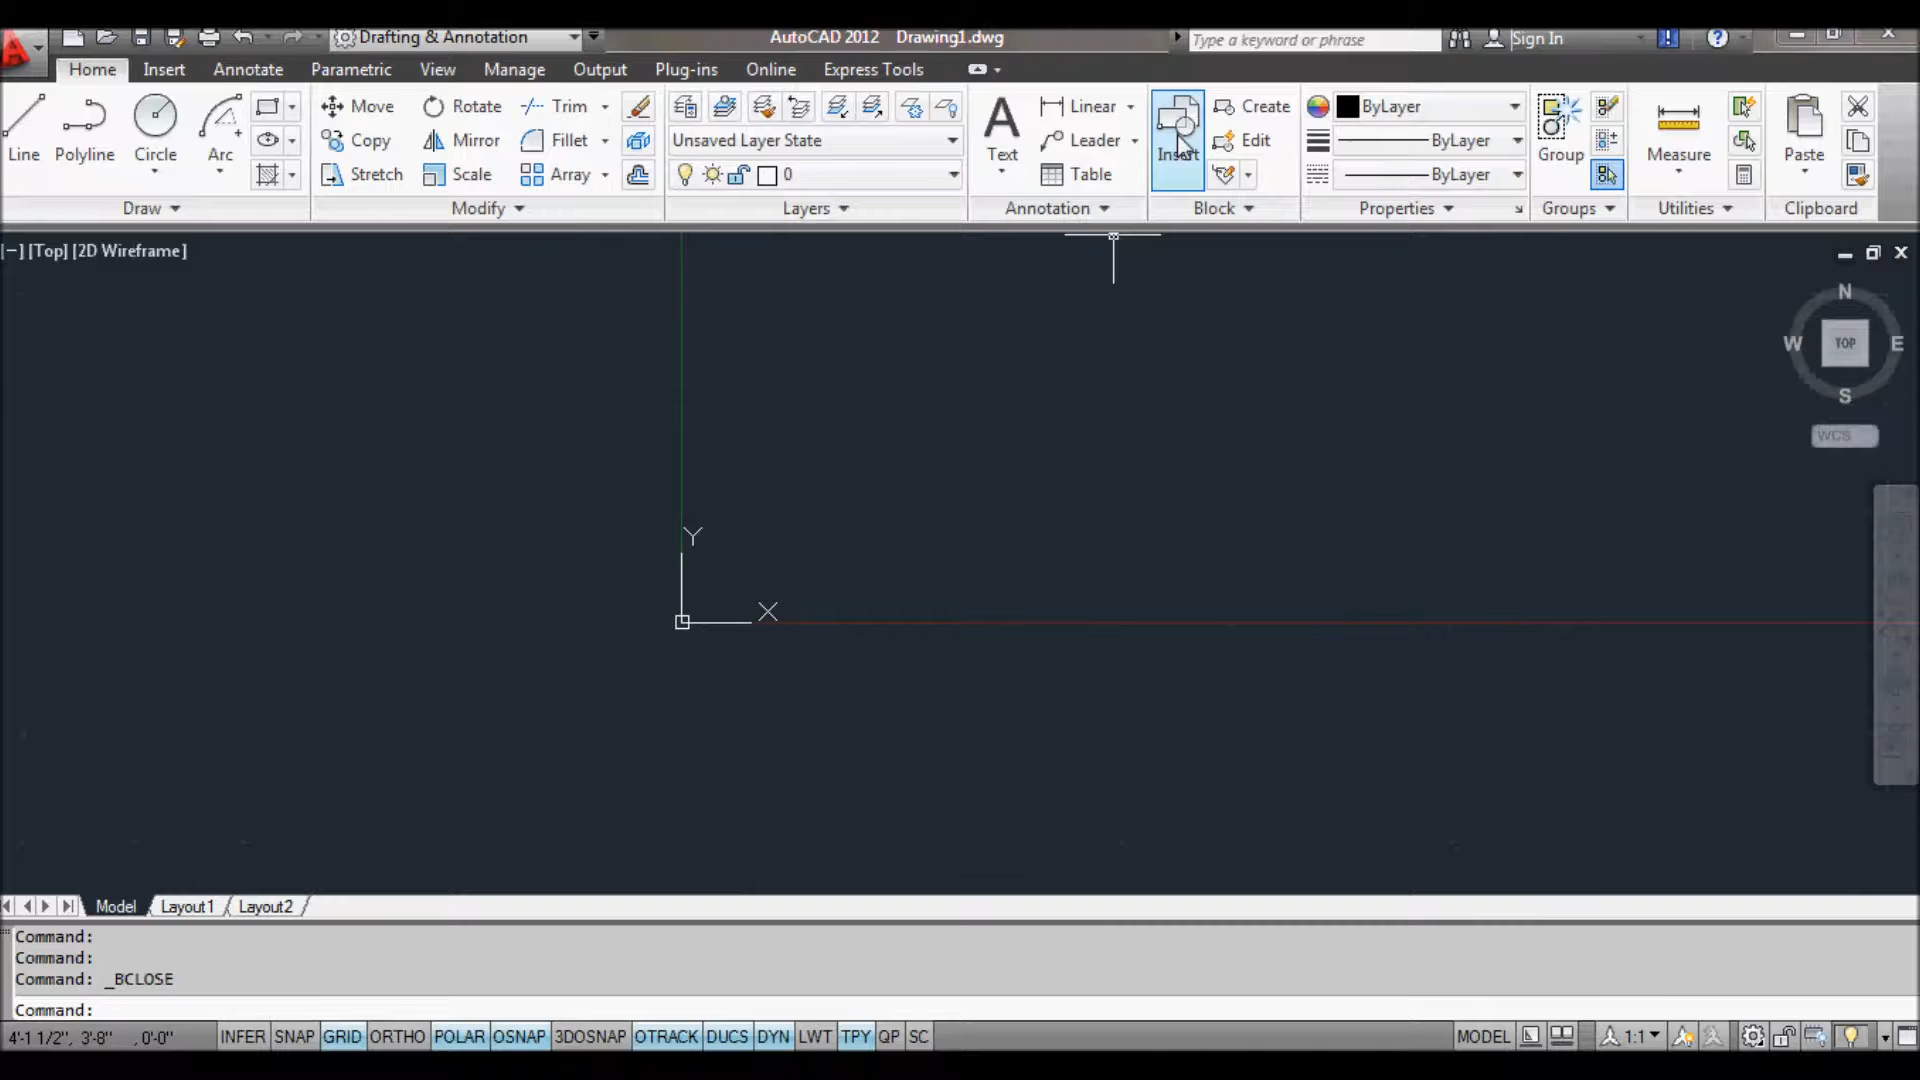 Drafting & Annotation AutoCAD 2012 Drawing1.dwg Type a keyword or phrase Sign In
Home Insert Annotate Parametric View Manage Output Plug-ins Online Express Tools
Move Rotate Trim A Linear Create ByLayer
Line Polyline Circle Arc Copy Mirror Fillet Unsaved Layer State Text Leader Insert Edit ByLayer Group Measure Paste
Stretch Scale Array 0 Table ByLayer
Draw Modify Layers Annotation Block Properties Groups Utilities Clipboard
[−] [Top] [2D Wireframe]
N
W TOP E
S
WCS
Y
X
Model Layout1 Layout2
Command:
Command:
Command: _BCLOSE
Command:
4'-1 1/2", 3'-8" , 0'-0" INFER SNAP GRID ORTHO POLAR OSNAP 3DOSNAP OTRACK DUCS DYN LWT TPY QP SC MODEL 1:1